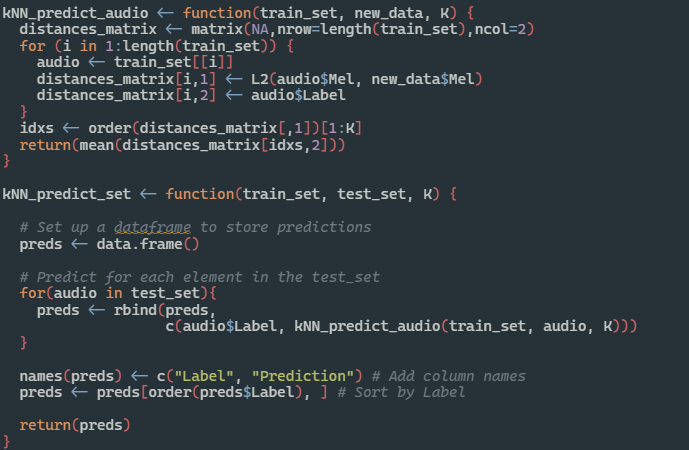 kNN_predict_audio <- function(train_set, new_data, K) {
  distances_matrix <- matrix(NA,nrow=length(train_set),ncol=2)
  for (i in 1:length(train_set)) {
    audio <- train_set[[i]]
    distances_matrix[i,1] <- L2(audio$Mel, new_data$Mel)
    distances_matrix[i,2] <- audio$Label
  }
  idxs <- order(distances_matrix[,1])[1:K]
  return(mean(distances_matrix[idxs,2]))
}

kNN_predict_set <- function(train_set, test_set, K) {

  # Set up a dataframe to store predictions
  preds <- data.frame()

  # Predict for each element in the test_set
  for(audio in test_set){
    preds <- rbind(preds,
                   c(audio$Label, kNN_predict_audio(train_set, audio, K)))
  }

  names(preds) <- c("Label", "Prediction") # Add column names
  preds <- preds[order(preds$Label), ] # Sort by Label

  return(preds)
}